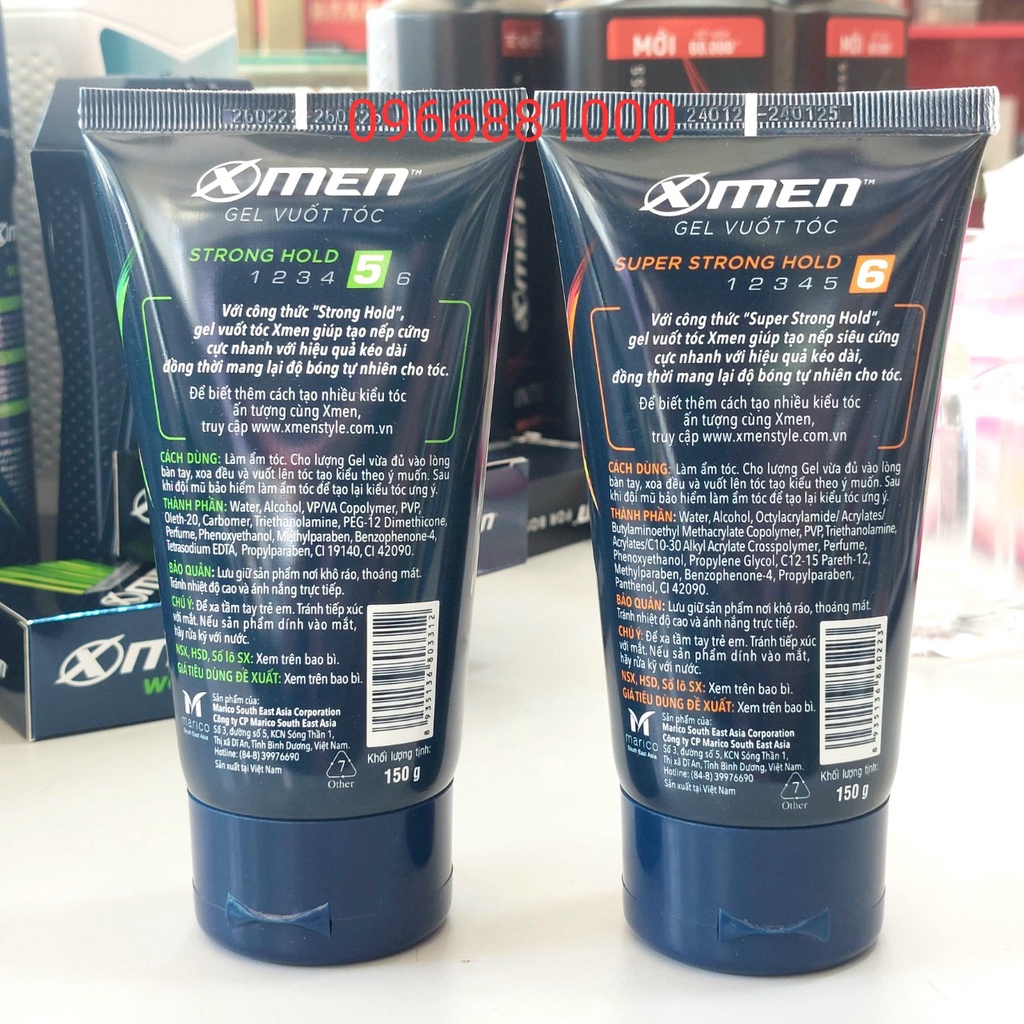 MỚI
60.000
MỚI
0966881000
260222-260225
XMEN™
GEL VUỐT TÓC
STRONG HOLD
1 2 3 4 5 6
Với công thức "Strong Hold",
gel vuốt tóc Xmen giúp tạo nếp cứng
cực nhanh với hiệu quả kéo dài
đồng thời mang lại độ bóng tự nhiên cho tóc.
Để biết thêm cách tạo nhiều kiểu tóc
ấn tượng cùng Xmen,
truy cập www.xmenstyle.com.vn
CÁCH DÙNG: Làm ẩm tóc. Cho lượng Gel vừa đủ vào lòng
bàn tay, xoa đều và vuốt lên tóc tạo kiểu theo ý muốn. Sau
khi đội mũ bảo hiểm làm ẩm tóc để tạo lại kiểu tóc ưng ý.
THÀNH PHẦN: Water, Alcohol, VP/VA Copolymer, PVP,
Oleth-20, Carbomer, Triethanolamine, PEG-12 Dimethicone,
Perfume, Phenoxyethanol, Methylparaben, Benzophenone-4,
Tetrasodium EDTA, Propylparaben, CI 19140, CI 42090.
BẢO QUẢN: Lưu giữ sản phẩm nơi khô ráo, thoáng mát.
Tránh nhiệt độ cao và ánh nắng trực tiếp.
CHÚ Ý: Để xa tầm tay trẻ em. Tránh tiếp xúc
với mắt. Nếu sản phẩm dính vào mắt,
hãy rửa kỹ với nước.
NSX, HSD, Số lô SX: Xem trên bao bì.
GIÁ TIÊU DÙNG ĐỀ XUẤT: Xem trên bao bì.
marico
South East Asia
Sản phẩm của:
Marico South East Asia Corporation
Công ty CP Marico South East Asia
Số 3, đường số 5, KCN Sóng Thần 1,
Thị xã Dĩ An, Tỉnh Bình Dương, Việt Nam.
Hotline: (84-8) 39976690
Sản xuất tại Việt Nam
7
Other
8935136803312
Khối lượng tịnh:
150 g
240122-240125
XMEN™
GEL VUỐT TÓC
SUPER STRONG HOLD
1 2 3 4 5 6
Với công thức "Super Strong Hold",
gel vuốt tóc Xmen giúp tạo nếp siêu cứng
cực nhanh với hiệu quả kéo dài,
đồng thời mang lại độ bóng tự nhiên cho tóc.
Để biết thêm cách tạo nhiều kiểu tóc
ấn tượng cùng Xmen,
truy cập www.xmenstyle.com.vn
CÁCH DÙNG: Làm ẩm tóc. Cho lượng Gel vừa đủ vào lòng
bàn tay, xoa đều và vuốt lên tóc tạo kiểu theo ý muốn. Sau
khi đội mũ bảo hiểm làm ẩm tóc để tạo lại kiểu tóc ưng ý.
THÀNH PHẦN: Water, Alcohol, Octylacrylamide/ Acrylates/
Butylaminoethyl Methacrylate Copolymer, PVP, Triethanolamine,
Acrylates/C10-30 Alkyl Acrylate Crosspolymer, Perfume,
Phenoxyethanol, Propylene Glycol, C12-15 Pareth-12,
Methylparaben, Benzophenone-4, Propylparaben,
Panthenol, CI 42090.
BẢO QUẢN: Lưu giữ sản phẩm nơi khô ráo, thoáng mát.
Tránh nhiệt độ cao và ánh nắng trực tiếp.
CHÚ Ý: Để xa tầm tay trẻ em. Tránh tiếp xúc
với mắt. Nếu sản phẩm dính vào mắt,
hãy rửa kỹ với nước.
NSX, HSD, Số lô SX: Xem trên bao bì.
GIÁ TIÊU DÙNG ĐỀ XUẤT: Xem trên bao bì.
marico
South East Asia
Sản phẩm của:
Marico South East Asia Corporation
Công ty CP Marico South East Asia
Số 3, đường số 5, KCN Sóng Thần 1,
Thị xã Dĩ An, Tỉnh Bình Dương, Việt Nam.
Hotline: (84-8) 39976690
Sản xuất tại Việt Nam
7
Other
8935136860223
Khối lượng tịnh:
150 g